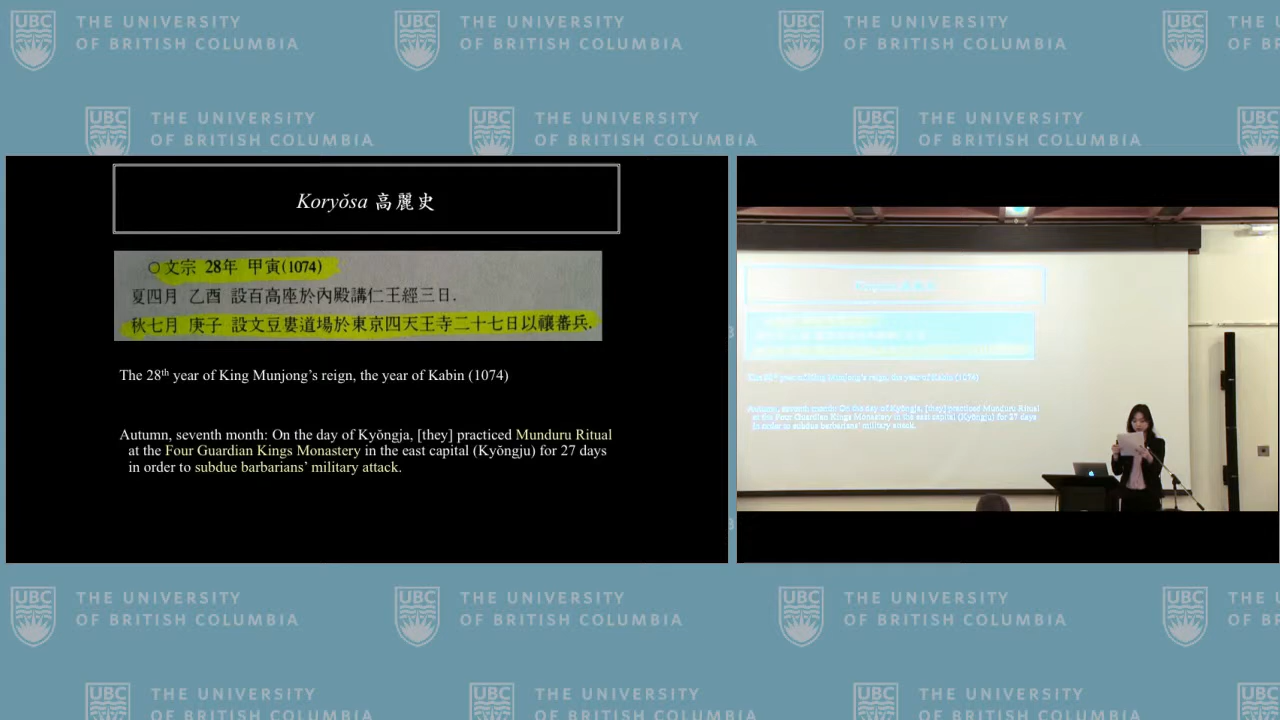 THE UNIVERSITY
OF BRITISH COLUMBIA
UBC
Koryŏsa 高麗史
○文宗 28年 甲寅(1074)
夏四月 乙酉 設百高座於內殿講仁王經三日.
秋七月 庚子 設文豆婁道場於東京四天王寺二十七日以禳蕃兵.
The 28th year of King Munjong’s reign, the year of Kabin (1074)
Autumn, seventh month: On the day of Kyŏngja, [they] practiced Munduru Ritual
at the Four Guardian Kings Monastery in the east capital (Kyŏngju) for 27 days
in order to subdue barbarians’ military attack.